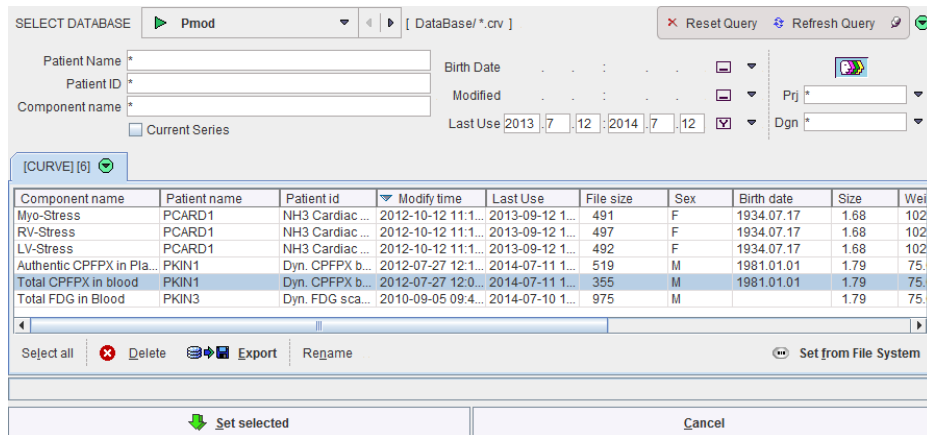 SELECT DATABASE Pmod [ DataBase/ *.crv ] Reset Query Refresh Query
Patient Name *
Birth Date . . : . .
Patient ID *
Modified . . : . . Prj *
Component name *
Last Use 2013 . 7 . 12 : 2014 . 7 . 12 Y Dgn *
Current Series
[CURVE] [6]
Component name Patient name Patient id Modify time Last Use File size Sex Birth date Size Wei
Myo-Stress PCARD1 NH3 Cardiac ... 2012-10-12 11:1... 2013-09-12 1... 491 F 1934.07.17 1.68 102
RV-Stress PCARD1 NH3 Cardiac ... 2012-10-12 11:1... 2013-09-12 1... 497 F 1934.07.17 1.68 102
LV-Stress PCARD1 NH3 Cardiac ... 2012-10-12 11:1... 2013-09-12 1... 492 F 1934.07.17 1.68 102
Authentic CPFPX in Pla... PKIN1 Dyn. CPFPX b... 2012-07-27 12:1... 2014-07-11 1... 519 M 1981.01.01 1.79 75.
Total CPFPX in blood PKIN1 Dyn. CPFPX b... 2012-07-27 12:0... 2014-07-11 1... 355 M 1981.01.01 1.79 75.
Total FDG in Blood PKIN3 Dyn. FDG sca... 2010-09-05 09:4... 2014-07-10 1... 975 M 1.79 75.
Select all Delete Export Rename Set from File System
Set selected Cancel